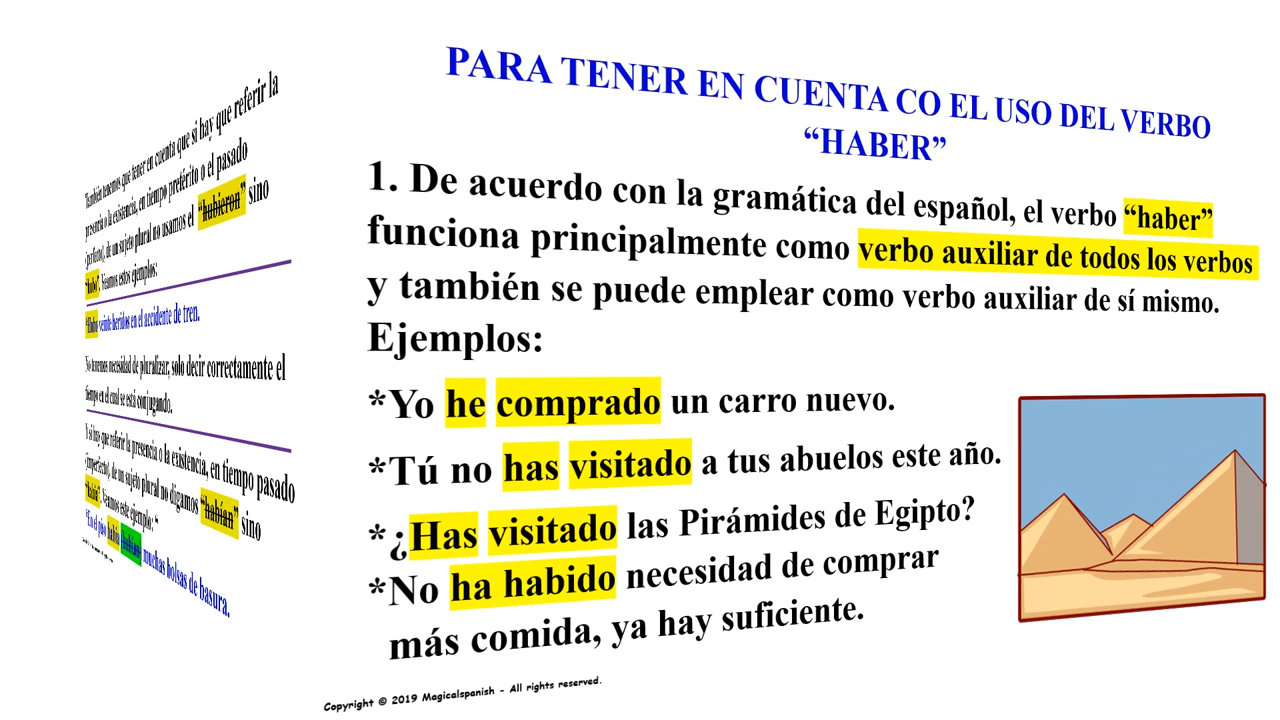 También tenemos que tener en cuenta que si hay que referir la
presencia o la existencia, en tiempo pretérito o el pasado
(perfecto), de un sujeto plural no usamos el “hubieron” sino
“hubo”. Veamos estos ejemplos:
*Hubo veinte heridos en el accidente de tren.
No tenemos necesidad de pluralizar, solo decir correctamente el
tiempo en el cual se está conjugando.
Y si hay que referir la presencia o la existencia, en tiempo pasado
(imperfecto), de un sujeto plural no digamos “habían” sino
“había”. Veamos este ejemplo: “
*En el piso había habían muchas bolsas de basura.
PARA TENER EN CUENTA CO EL USO DEL VERBO
“HABER”
1. De acuerdo con la gramática del español, el verbo “haber”
funciona principalmente como verbo auxiliar de todos los verbos
y también se puede emplear como verbo auxiliar de sí mismo.
Ejemplos:
*Yo he comprado un carro nuevo.
*Tú no has visitado a tus abuelos este año.
*¿Has visitado las Pirámides de Egipto?
*No ha habido necesidad de comprar
más comida, ya hay suficiente.
Copyright © 2019 Magicalspanish - All rights reserved.